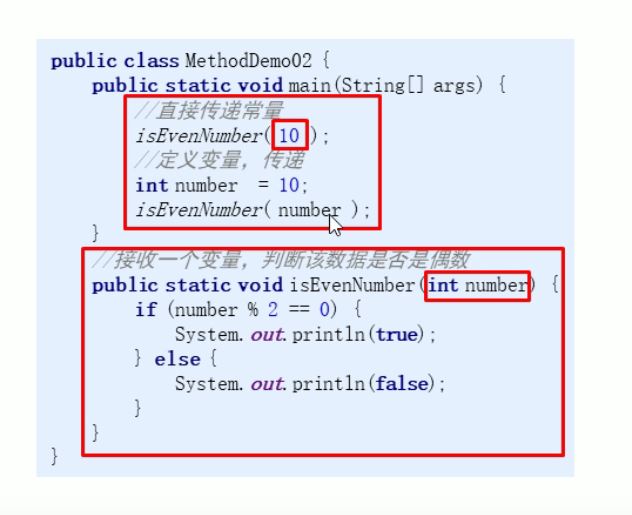 public class MethodDemo02 {
public static void main(String[] args) {
//直接传递常量
isEvenNumber( 10 );
//定义变量, 传递
int number = 10;
isEvenNumber( number );
}
//接收一个变量, 判断该数据是否是偶数
public static void isEvenNumber(int number) {
if (number % 2 == 0) {
System.out.println(true);
} else {
System.out.println(false);
}
}
}